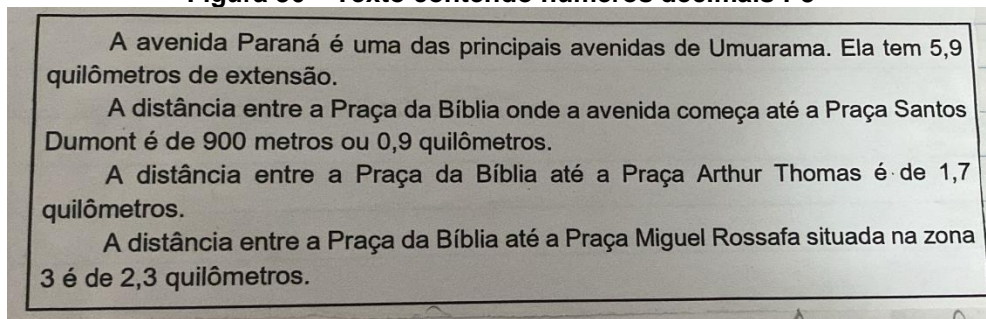 A avenida Paraná é uma das principais avenidas de Umuarama. Ela tem 5,9
quilômetros de extensão.
A distância entre a Praça da Bíblia onde a avenida começa até a Praça Santos
Dumont é de 900 metros ou 0,9 quilômetros.
A distância entre a Praça da Bíblia até a Praça Arthur Thomas é de 1,7
quilômetros.
A distância entre a Praça da Bíblia até a Praça Miguel Rossafa situada na zona
3 é de 2,3 quilômetros.